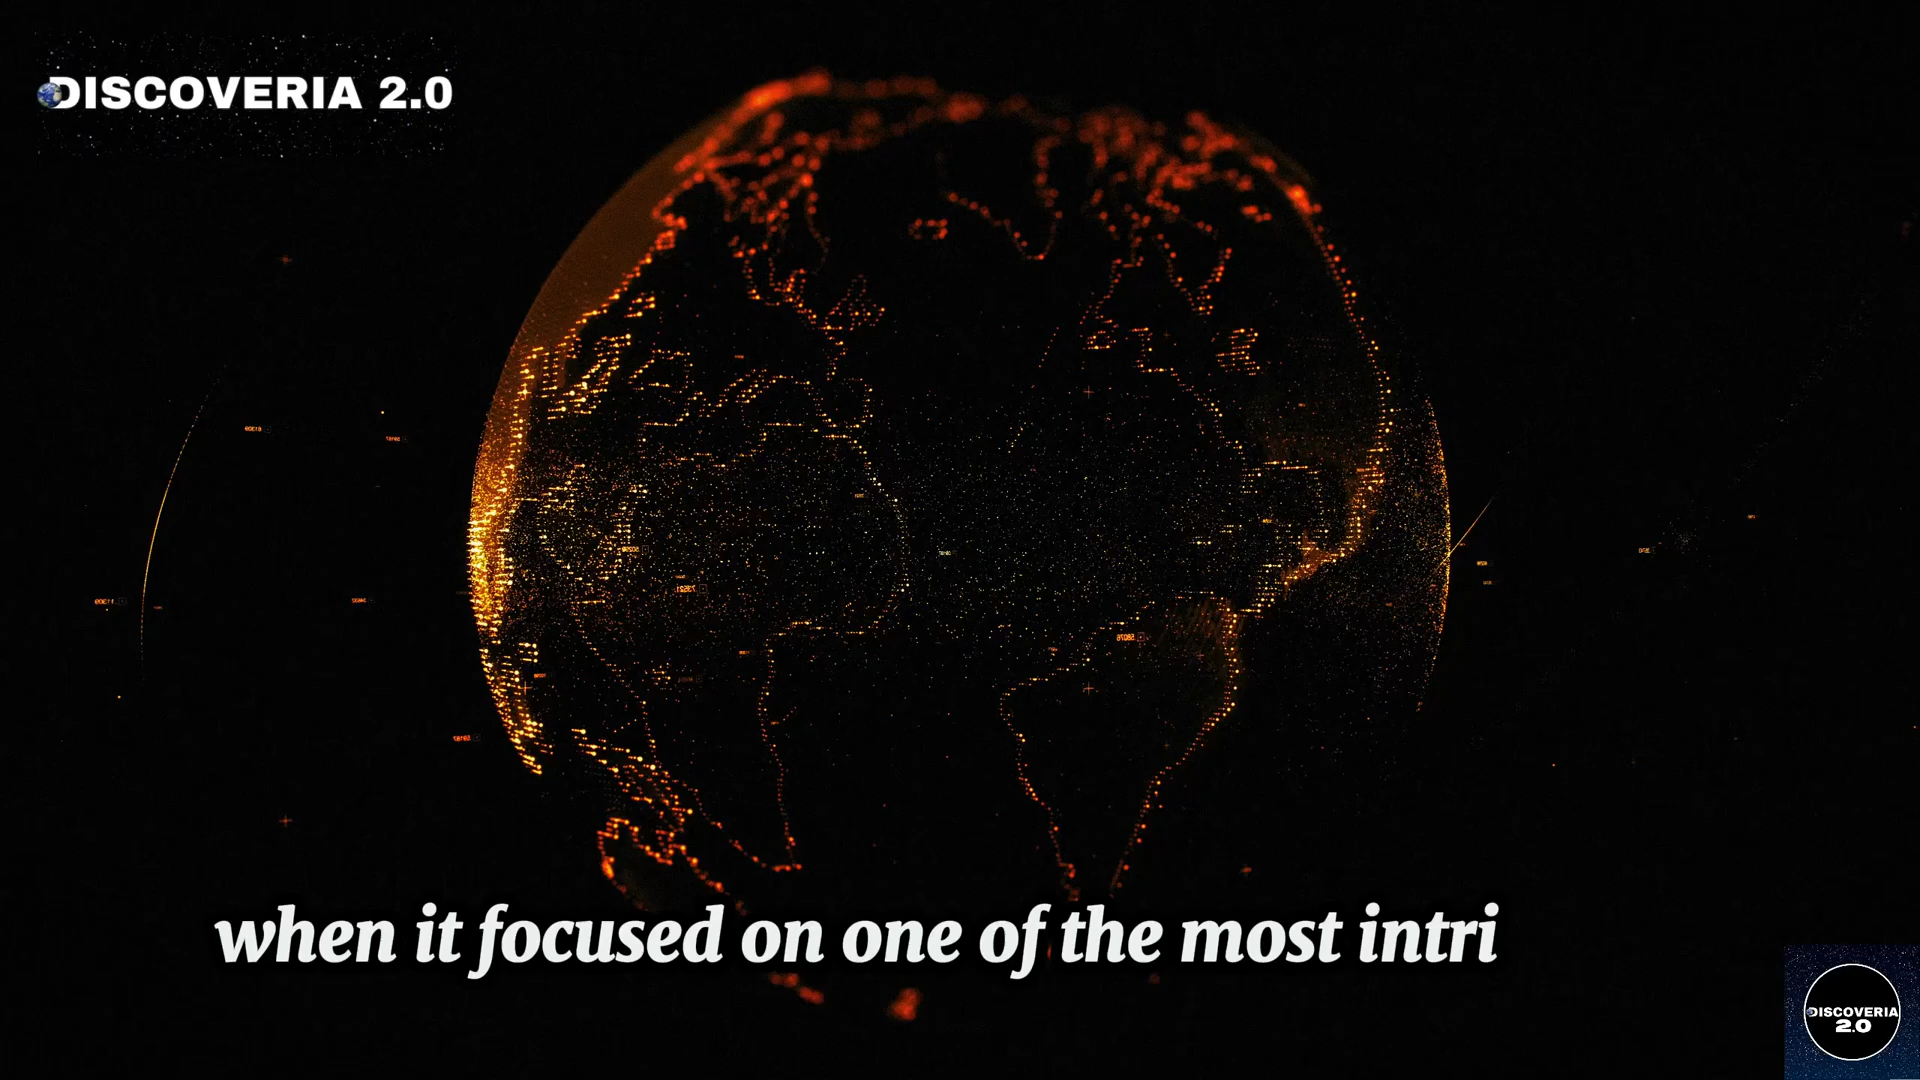 DISCOVERIA 2.0
when it focused on one of the most intri
DISCOVERIA
2.0